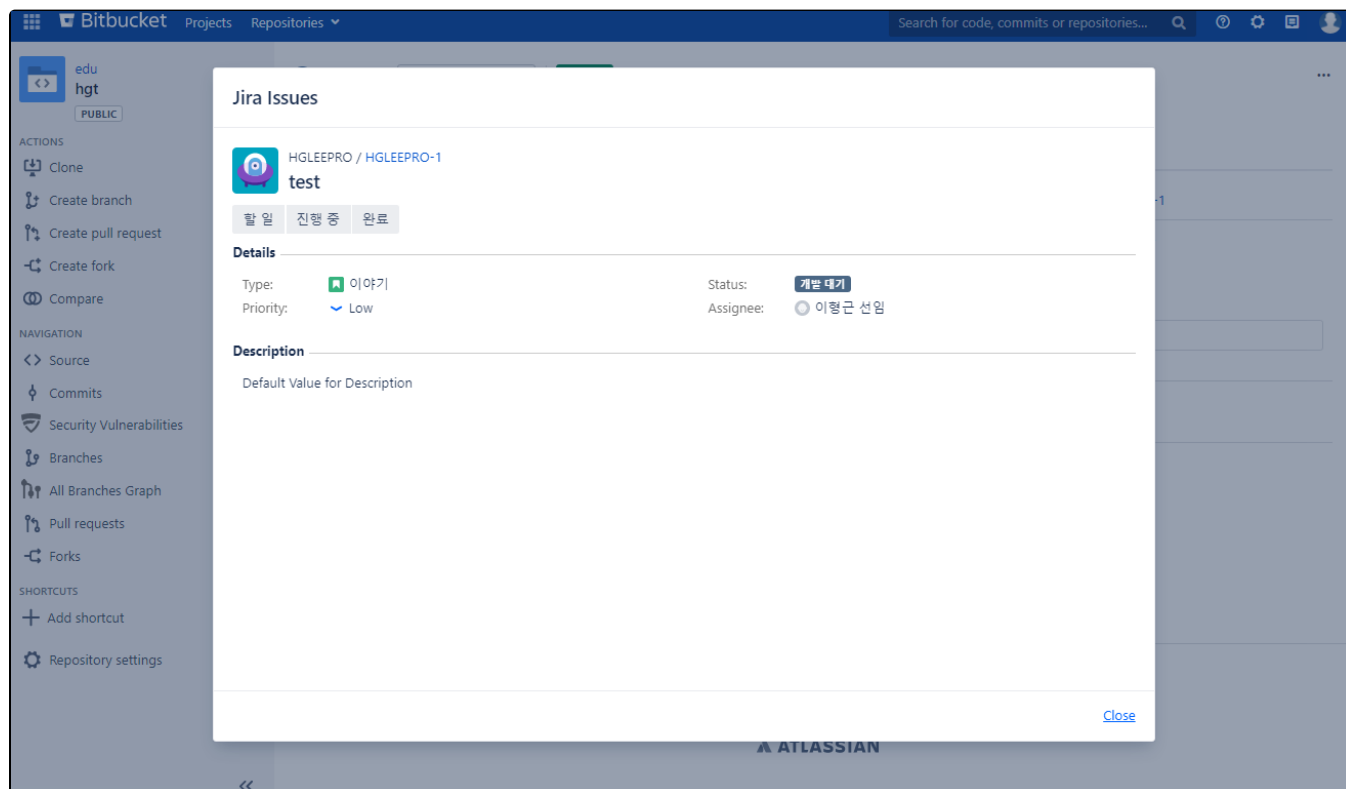 Bitbucket Projects Repositories Search for code, commits or repositories...
edu
hgt
PUBLIC
ACTIONS
Clone
Create branch
Create pull request
Create fork
Compare
NAVIGATION
Source
Commits
Security Vulnerabilities
Branches
All Branches Graph
Pull requests
Forks
SHORTCUTS
Add shortcut
Repository settings
Jira Issues
HGLEEPRO / HGLEEPRO-1
test
할 일 진행 중 완료
Details
Type: 이야기 Status: 개발 대기
Priority: Low Assignee: 이형근 선임
Description
Default Value for Description
Close
-1
ATLASSIAN